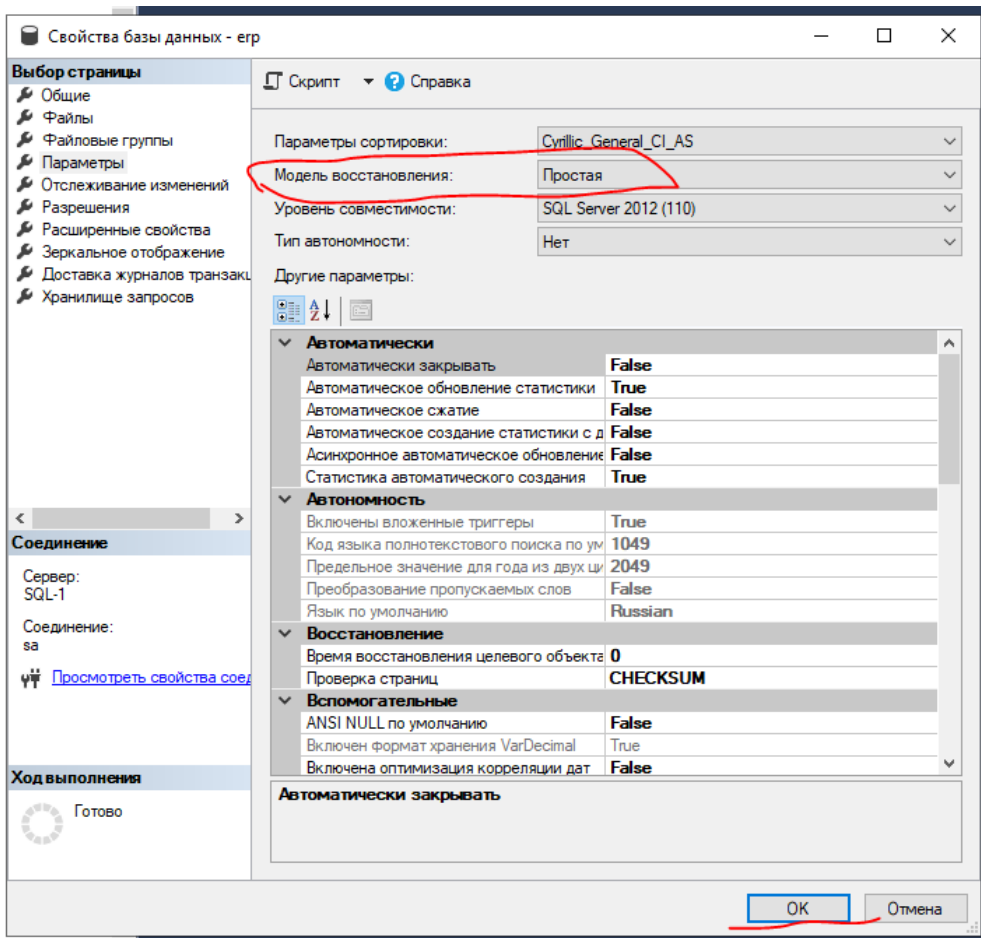 Свойства базы данных - erp
Выбор страницы
Общие
Файлы
Файловые группы
Параметры
Отслеживание изменений
Разрешения
Расширенные свойства
Зеркальное отображение
Доставка журналов транзакц
Хранилище запросов
Скрипт
Справка
Параметры сортировки: Cyrillic_General_CI_AS
Модель восстановления: Простая
Уровень совместимости: SQL Server 2012 (110)
Тип автономности: Нет
Другие параметры:
Автоматически
Автоматически закрывать False
Автоматическое обновление статистики True
Автоматическое сжатие False
Автоматическое создание статистики с д False
Асинхронное автоматическое обновление False
Статистика автоматического создания True
Автономность
Включены вложенные триггеры True
Код языка полнотекстового поиска по ум 1049
Предельное значение для года из двух ци 2049
Преобразование пропускаемых слов False
Язык по умолчанию Russian
Восстановление
Время восстановления целевого объекта 0
Проверка страниц CHECKSUM
Вспомогательные
ANSI NULL по умолчанию False
Включен формат хранения VarDecimal True
Включена оптимизация корреляции дат False
Автоматически закрывать
Соединение
Сервер:
SQL-1
Соединение:
sa
Просмотреть свойства соед
Ход выполнения
Готово
OK
Отмена